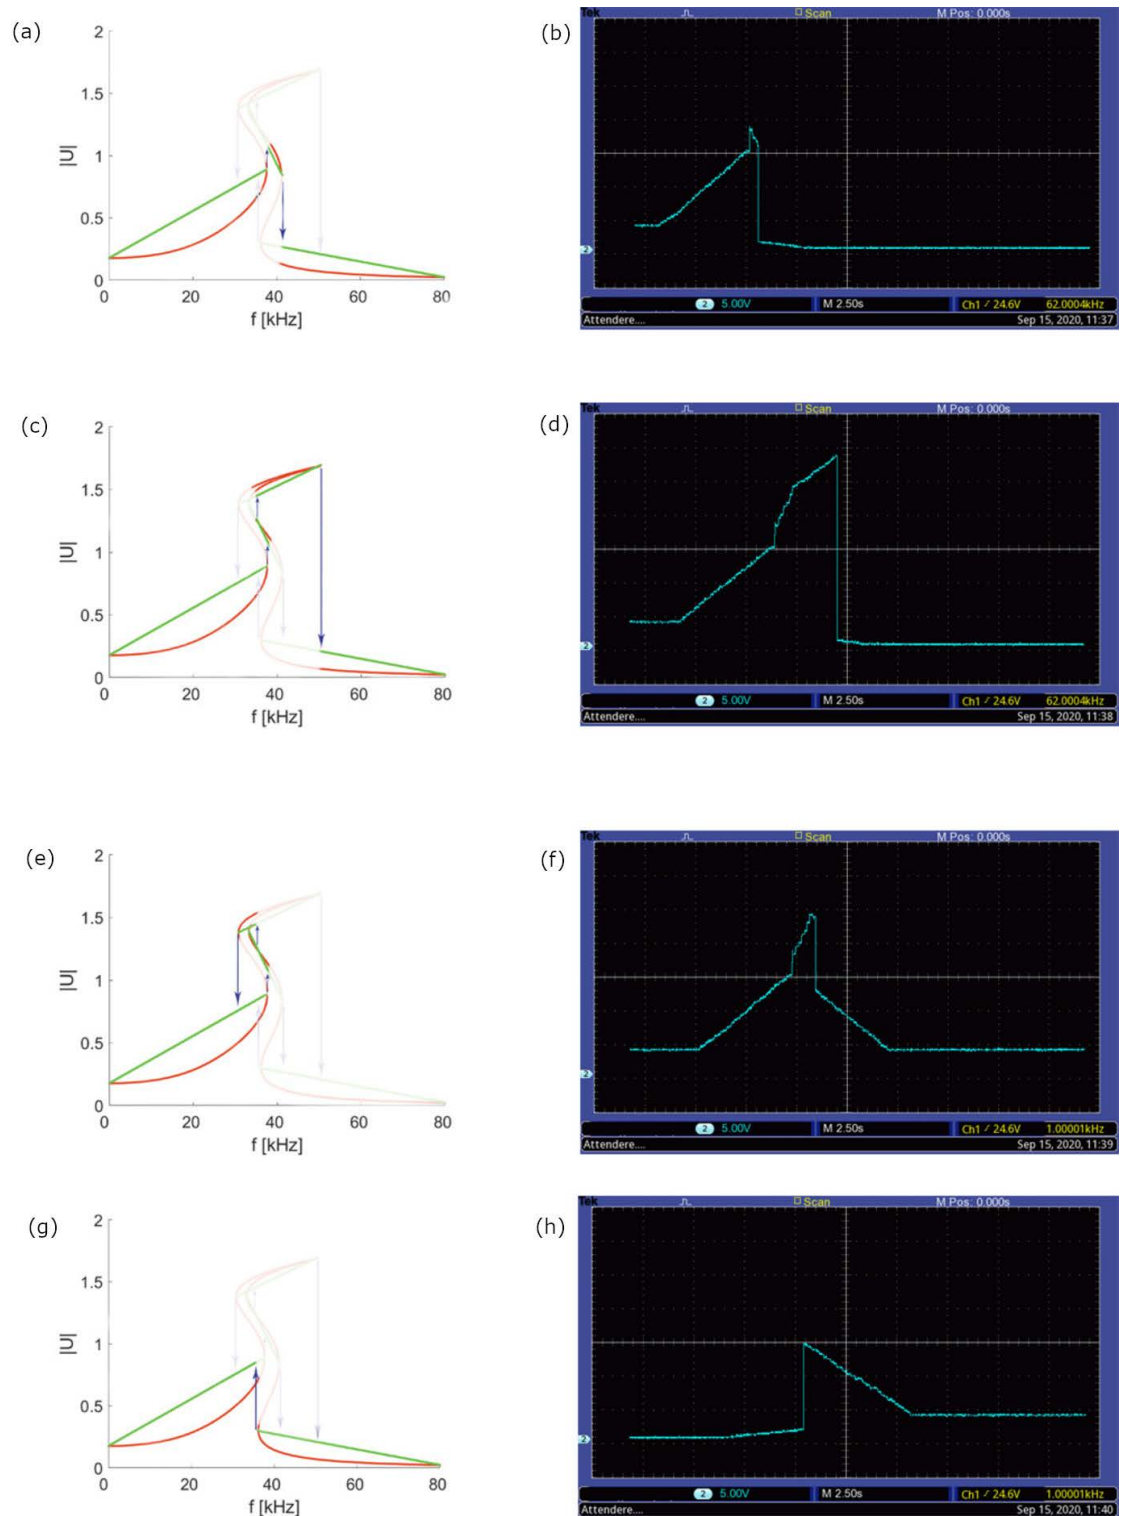 (a)
2
1.5
1
0.5
0
|U|
0 20 40 60 80
f [kHz]
(b)
Tek Scan M Pos: 0.000s
2
2 5.00V M 2.50s Ch1 24.6V 62.0004kHz
Attendere.... Sep 15, 2020, 11:37
(c)
2
1.5
1
0.5
0
|U|
0 20 40 60 80
f [kHz]
(d)
Tek Scan M Pos: 0.000s
2
2 5.00V M 2.50s Ch1 24.6V 62.0004kHz
Attendere.... Sep 15, 2020, 11:38
(e)
2
1.5
1
0.5
0
|U|
0 20 40 60 80
f [kHz]
(f)
Tek Scan M Pos: 0.000s
2
2 5.00V M 2.50s Ch1 24.6V 1.00001kHz
Attendere.... Sep 15, 2020, 11:39
(g)
2
1.5
1
0.5
0
|U|
0 20 40 60 80
f [kHz]
(h)
Tek Scan M Pos: 0.000s
2
2 5.00V M 2.50s Ch1 24.6V 1.00001kHz
Attendere.... Sep 15, 2020, 11:40